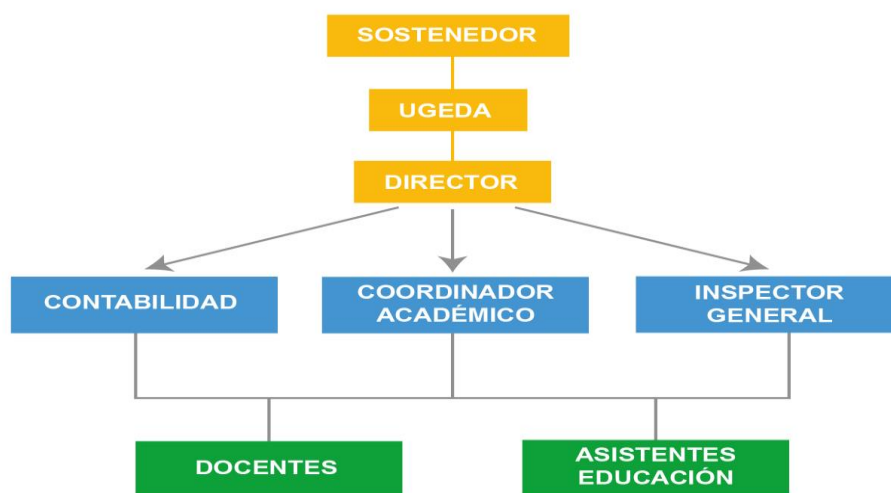 SOSTENEDOR
UGEDA
DIRECTOR
CONTABILIDAD
COORDINADOR
ACADÉMICO
INSPECTOR
GENERAL
DOCENTES
ASISTENTES
EDUCACIÓN